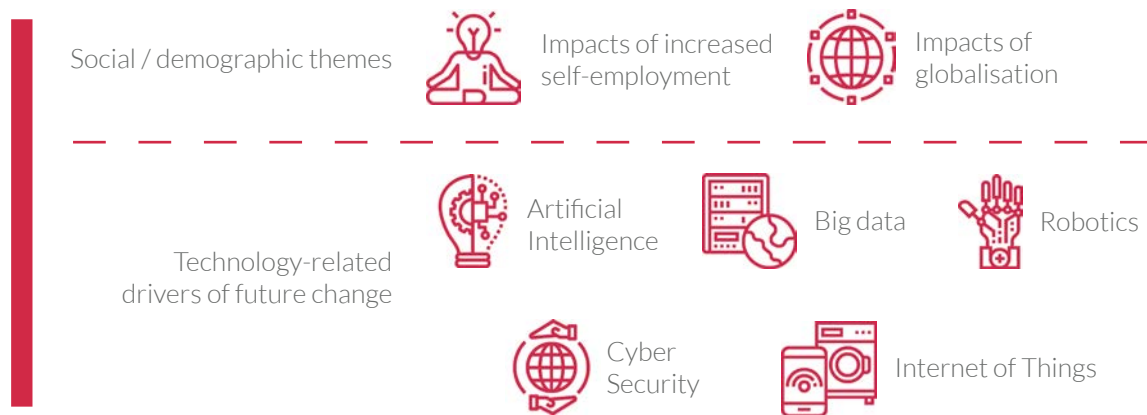 Social / demographic themes
Impacts of increased
self-employment
Impacts of
globalisation
Technology-related
drivers of future change
Artificial
Intelligence
Big data
Robotics
Cyber
Security
Internet of Things